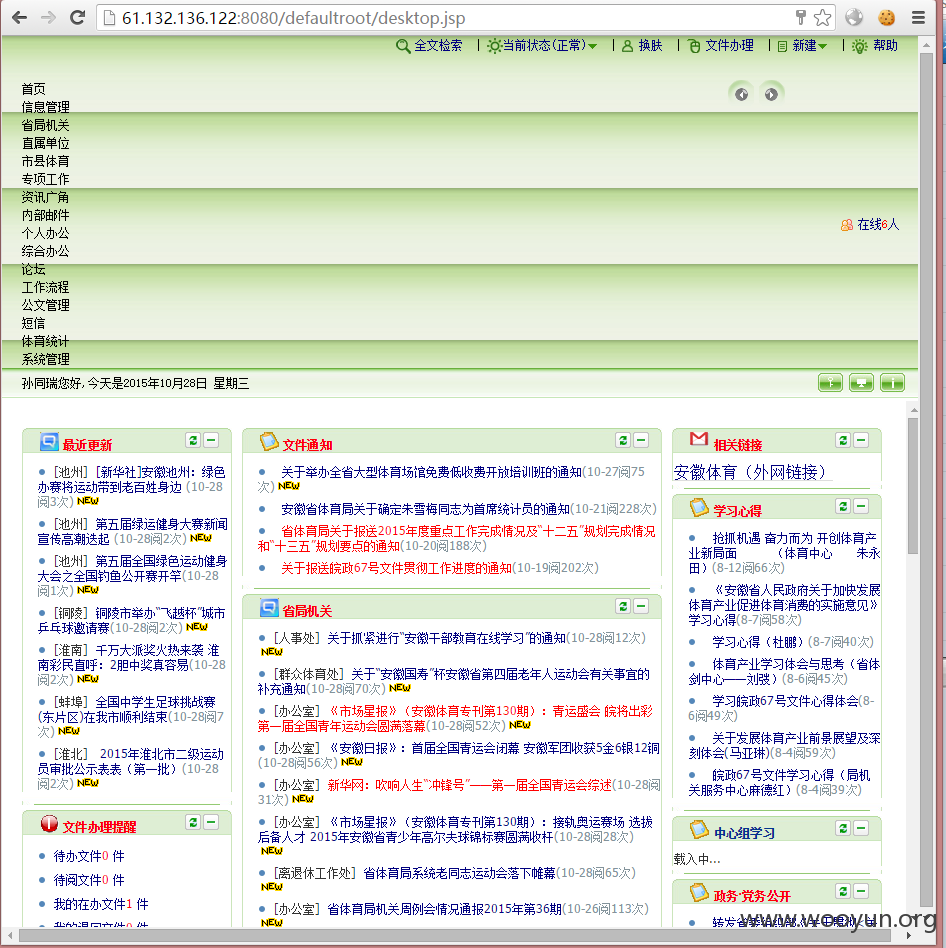 61.132.136.122:8080/defaultroot/desktop.jsp
全文检索 | 当前状态(正常) | 换肤 | 文件办理 | 新建 | 帮助
首页
信息管理
省局机关
直属单位
市县体育
专项工作
资讯广角
内部邮件
个人办公
综合办公
论坛
工作流程
公文管理
短信
体育统计
系统管理
在线6人
孙同瑞您好,今天是2015年10月28日 星期三
最近更新
[池州] [新华社]安徽池州：绿色
办赛将运动带到老百姓身边 (10-28
阅3次) NEW
[池州] 第五届绿运健身大赛新闻
宣传高潮迭起 (10-28阅2次) NEW
[池州] 第五届全国绿色运动健身
大会之全国钓鱼公开赛开竿(10-28
阅1次) NEW
[铜陵] 铜陵市举办“飞越杯”城市
乒乓球邀请赛(10-28阅2次) NEW
[淮南] 千万大派奖火热来袭 淮
南彩民直呼：2胆中奖真容易(10-28
阅2次) NEW
[蚌埠] 全国中学生足球挑战赛
(东片区)在我市顺利结束(10-28阅7
次) NEW
[淮北] 2015年淮北市二级运动
员审批公示表表（第一批）(10-28
阅2次) NEW
文件办理提醒
待办文件0 件
待阅文件0 件
我的在办文件1 件
我的退回文件0 件
文件通知
关于举办全省大型体育场馆免费低收费开放培训班的通知(10-27阅75
次) NEW
安徽省体育局关于确定朱雪梅同志为首席统计员的通知(10-21阅228次)
省体育局关于报送2015年度重点工作完成情况及“十二五”规划完成情况
和“十三五”规划要点的通知(10-20阅188次)
关于报送皖政67号文件贯彻工作进度的通知(10-19阅202次)
省局机关
[人事处] 关于抓紧进行“安徽干部教育在线学习”的通知(10-28阅12次)
NEW
[群众体育处] 关于“安徽国寿”杯安徽省第四届老年人运动会有关事宜的
补充通知(10-28阅70次) NEW
[办公室] 《市场星报》（安徽体育专刊第130期）：青运盛会 皖将出彩
第一届全国青年运动会圆满落幕(10-28阅52次) NEW
[办公室] 《安徽日报》：首届全国青运会闭幕 安徽军团收获5金6银12铜
(10-28阅56次) NEW
[办公室] 新华网：吹响人生“冲锋号”——第一届全国青运会综述(10-28阅
31次) NEW
[办公室] 《市场星报》（安徽体育专刊第130期）：接轨奥运赛场 选拔
后备人才 2015年安徽省青少年高尔夫球锦标赛圆满收杆(10-28阅28次)
NEW
[离退休工作处] 省体育局系统老同志运动会落下帷幕(10-28阅65次)
NEW
[办公室] 省体育局机关周例会情况通报2015年第36期(10-26阅113次)
NEW
相关链接
安徽体育（外网链接）
学习心得
抢抓机遇 奋力而为 开创体育产
业新局面 （体育中心 朱永
田）(8-12阅66次)
《安徽省人民政府关于加快发展
体育产业促进体育消费的实施意见》
学习心得(8-7阅58次)
学习心得（杜鹏）(8-7阅40次)
体育产业学习体会与思考（省体
剑中心——刘弢）(8-6阅45次)
学习皖政67号文件心得体会(8-
6阅49次)
关于发展体育产业前景展望及深
刻体会(马亚琳)(8-4阅59次)
皖政67号文件学习心得（局机
关服务中心麻德红）(8-4阅39次)
中心组学习
载入中...
政务·党务公开
www.wooyun.org